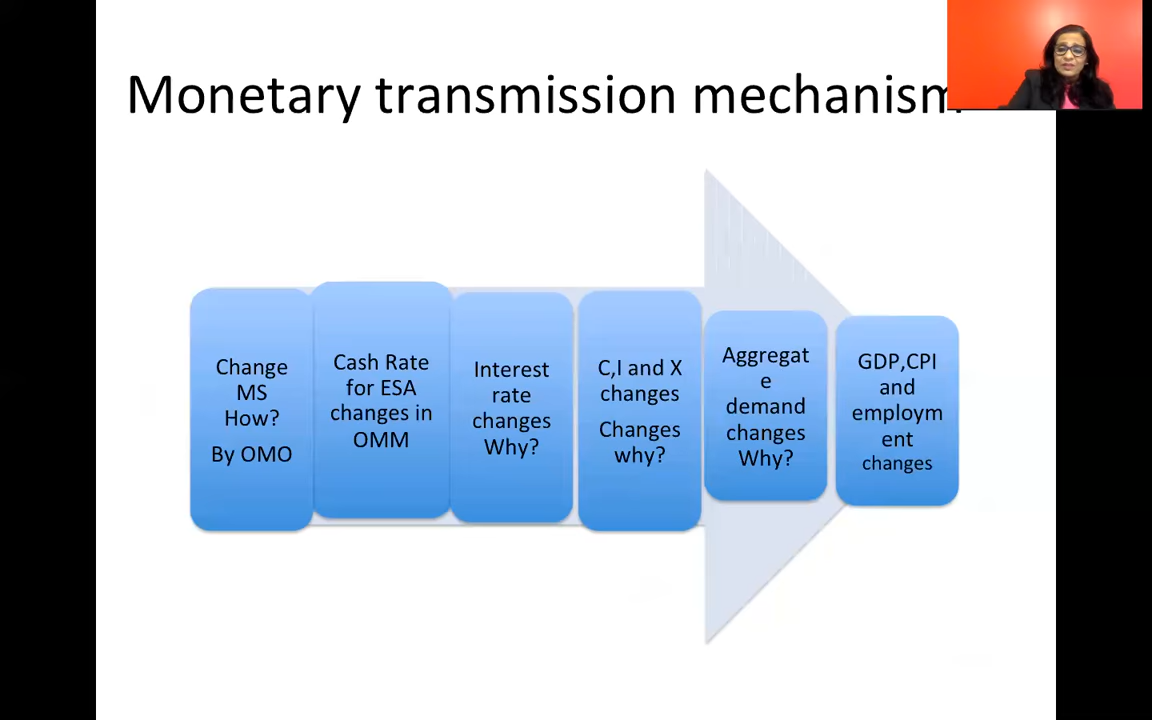 Monetary transmission mechanism
Change
MS
How?
By OMO
Cash Rate
for ESA
changes in
OMM
Interest
rate
changes
Why?
C,I and X
changes
Changes
why?
Aggregat
e
demand
changes
Why?
GDP,CPI
and
employm
ent
changes